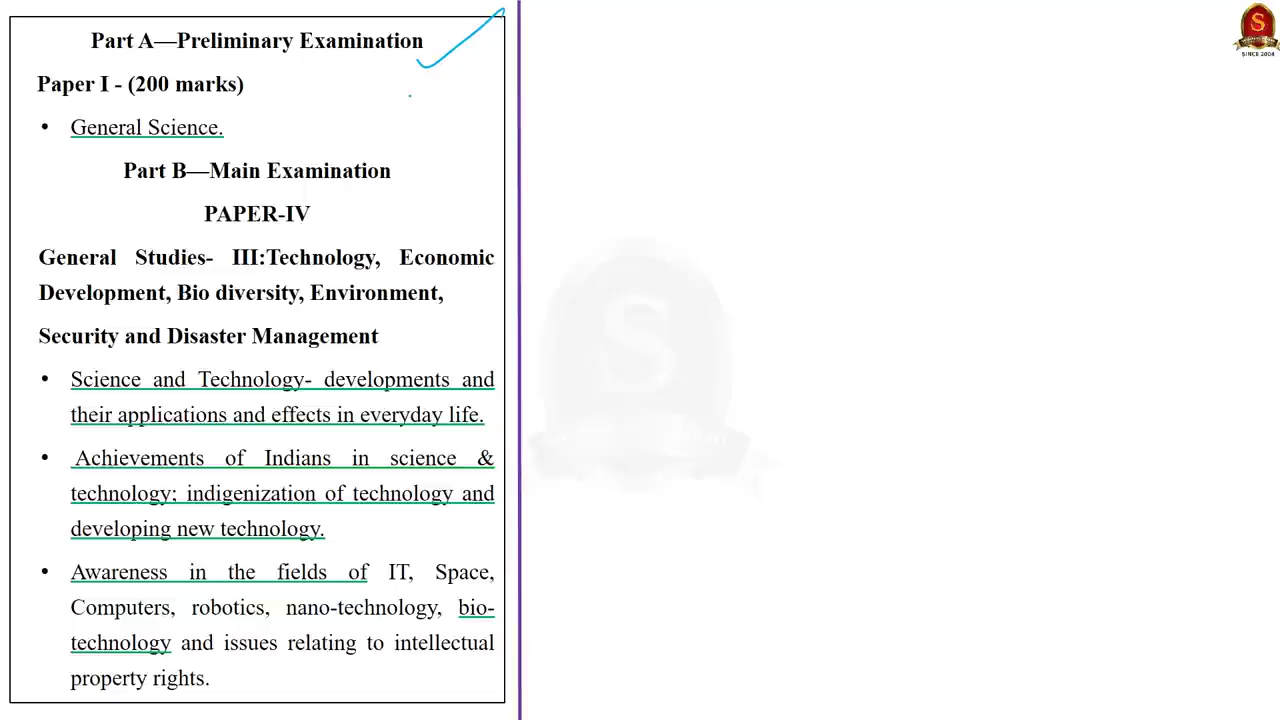 Part A—Preliminary Examination
Paper I - (200 marks)
• General Science.
Part B—Main Examination
PAPER-IV
General Studies- III:Technology, Economic
Development, Bio diversity, Environment,
Security and Disaster Management
• Science and Technology- developments and
their applications and effects in everyday life.
• Achievements of Indians in science &
technology; indigenization of technology and
developing new technology.
• Awareness in the fields of IT, Space,
Computers, robotics, nano-technology, bio-
technology and issues relating to intellectual
property rights.
S
SINCE 2004
S